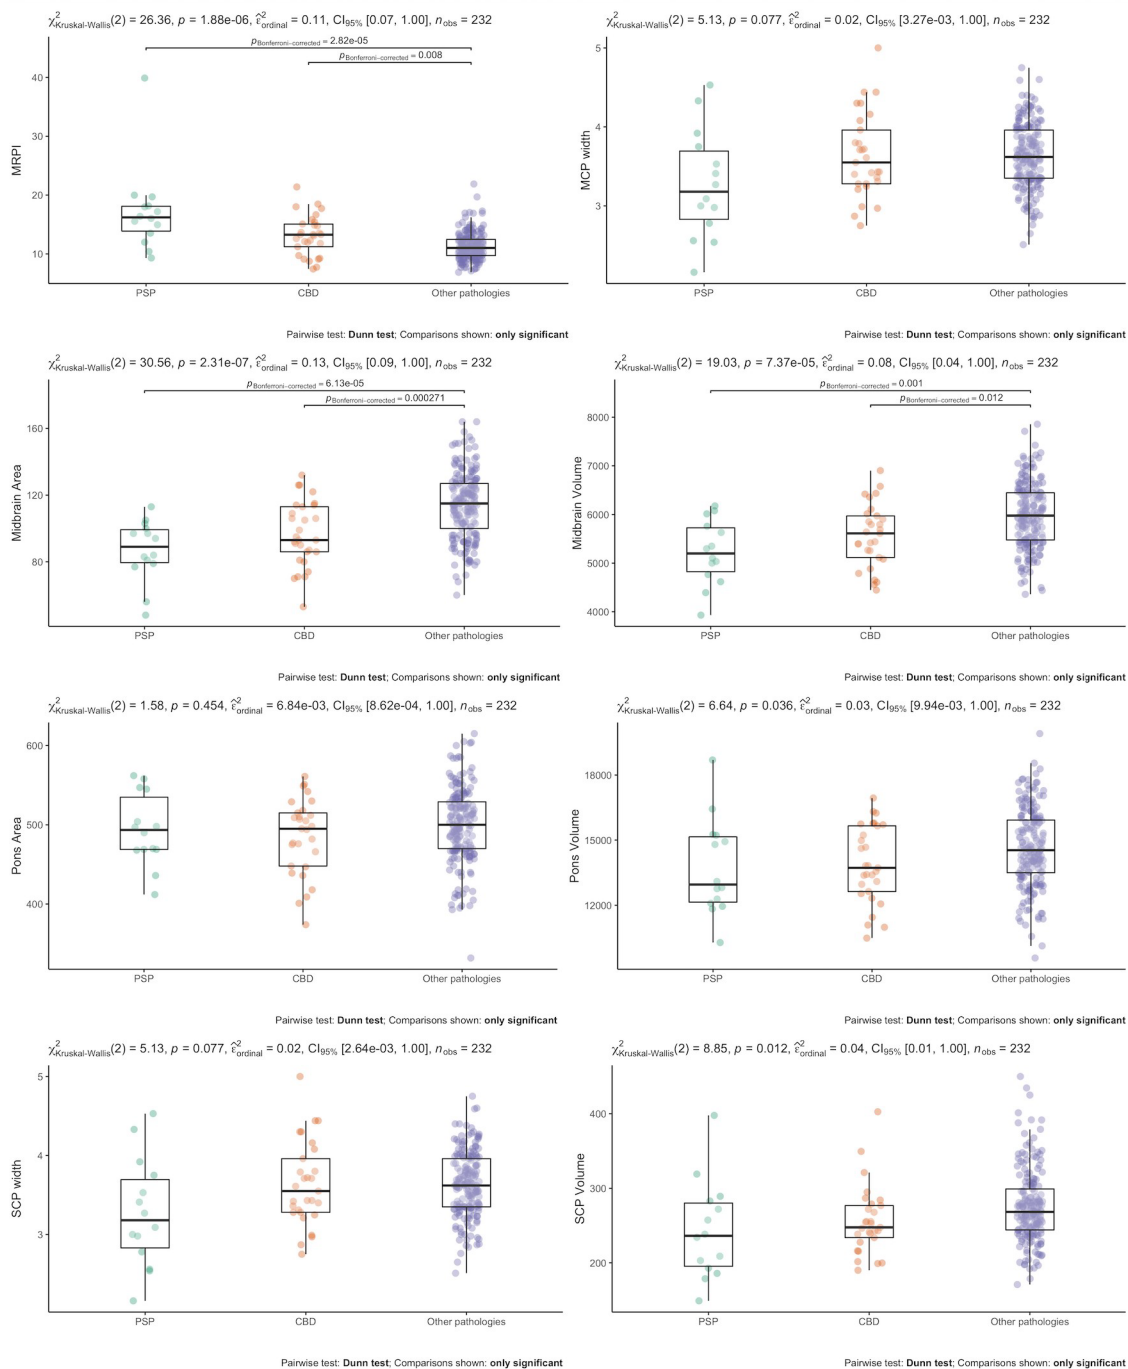 χ²Kruskal-Wallis(2) = 26.36, p = 1.88e-06, ε̂²ordinal = 0.11, CI95% [0.07, 1.00], nobs = 232
pBonferroni-corrected = 2.82e-05
pBonferroni-corrected = 0.008
40
30
20
10
MRPI
PSP CBD Other pathologies
Pairwise test: Dunn test; Comparisons shown: only significant
χ²Kruskal-Wallis(2) = 5.13, p = 0.077, ε̂²ordinal = 0.02, CI95% [3.27e-03, 1.00], nobs = 232
5
4
3
MCP width
PSP CBD Other pathologies
Pairwise test: Dunn test; Comparisons shown: only significant
χ²Kruskal-Wallis(2) = 30.56, p = 2.31e-07, ε̂²ordinal = 0.13, CI95% [0.09, 1.00], nobs = 232
pBonferroni-corrected = 6.13e-05
pBonferroni-corrected = 0.000271
160
120
80
Midbrain Area
PSP CBD Other pathologies
Pairwise test: Dunn test; Comparisons shown: only significant
χ²Kruskal-Wallis(2) = 19.03, p = 7.37e-05, ε̂²ordinal = 0.08, CI95% [0.04, 1.00], nobs = 232
pBonferroni-corrected = 0.001
pBonferroni-corrected = 0.012
8000
7000
6000
5000
4000
Midbrain Volume
PSP CBD Other pathologies
Pairwise test: Dunn test; Comparisons shown: only significant
χ²Kruskal-Wallis(2) = 1.58, p = 0.454, ε̂²ordinal = 6.84e-03, CI95% [8.62e-04, 1.00], nobs = 232
600
500
400
Pons Area
PSP CBD Other pathologies
Pairwise test: Dunn test; Comparisons shown: only significant
χ²Kruskal-Wallis(2) = 6.64, p = 0.036, ε̂²ordinal = 0.03, CI95% [9.94e-03, 1.00], nobs = 232
18000
15000
12000
Pons Volume
PSP CBD Other pathologies
Pairwise test: Dunn test; Comparisons shown: only significant
χ²Kruskal-Wallis(2) = 5.13, p = 0.077, ε̂²ordinal = 0.02, CI95% [2.64e-03, 1.00], nobs = 232
5
4
3
SCP width
PSP CBD Other pathologies
Pairwise test: Dunn test; Comparisons shown: only significant
χ²Kruskal-Wallis(2) = 8.85, p = 0.012, ε̂²ordinal = 0.04, CI95% [0.01, 1.00], nobs = 232
400
300
200
SCP Volume
PSP CBD Other pathologies
Pairwise test: Dunn test; Comparisons shown: only significant